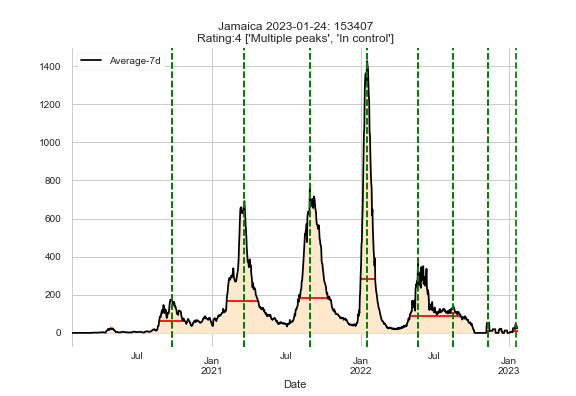 Jamaica 2023-01-24: 153407
Rating:4 ['Multiple peaks', 'In control']
Average-7d
1400
1200
1000
800
600
400
200
0
Jul
Jan
2021
Jul
Jan
2022
Jul
Jan
2023
Date